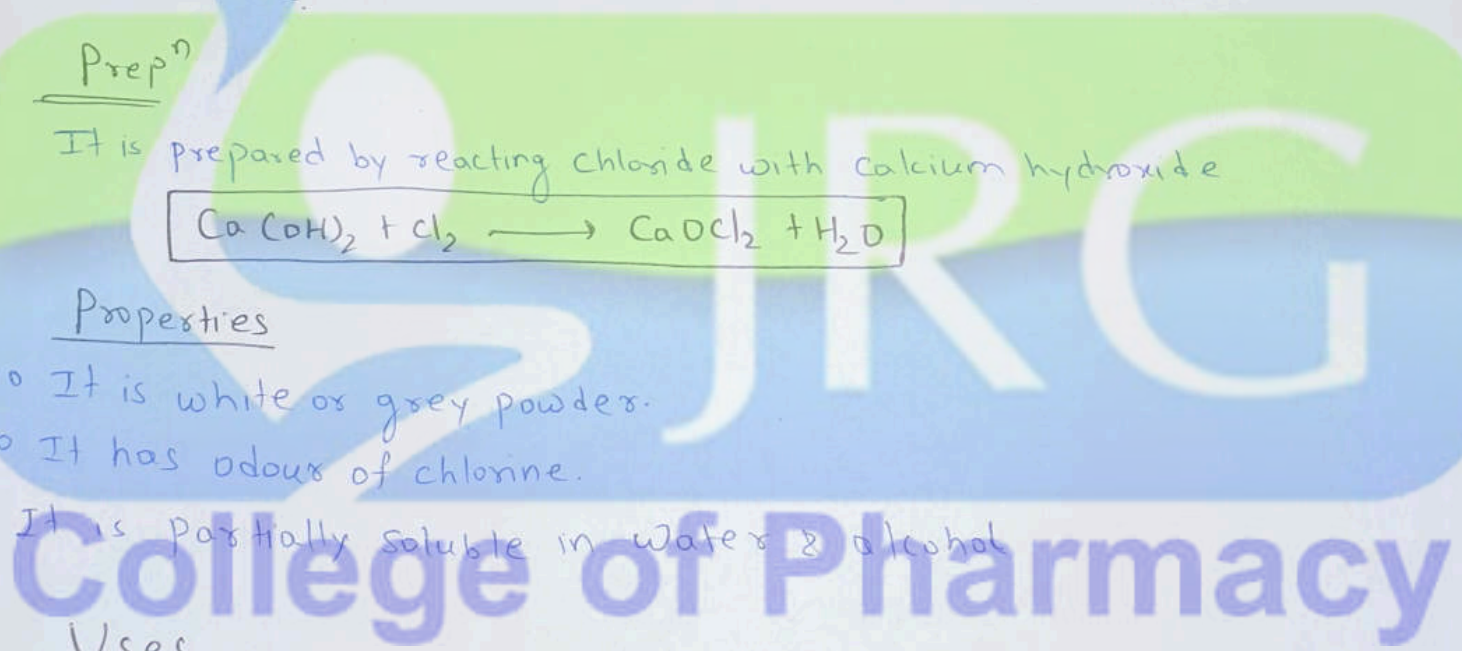 Prepⁿ
It is prepared by reacting chloride with Calcium hydroxide
Ca(OH)₂ + Cl₂ ⟶ CaOCl₂ + H₂O
Properties
o It is white or grey powder.
o It has odour of chlorine.
It is Partially soluble in water & alcohol
Uses
JRG
College of Pharmacy